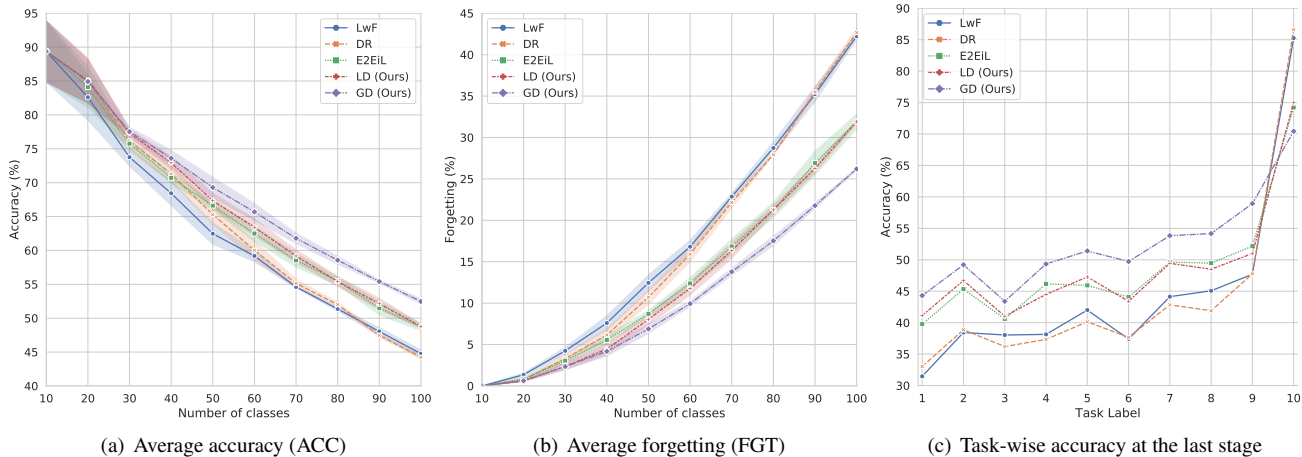 95
90
85
80
75
70
65
60
55
50
45
40
Accuracy (%)
10 20 30 40 50 60 70 80 90 100
Number of classes
LwF
DR
E2EiL
LD (Ours)
GD (Ours)
(a) Average accuracy (ACC)
45
40
35
30
25
20
15
10
5
0
Forgetting (%)
10 20 30 40 50 60 70 80 90 100
Number of classes
LwF
DR
E2EiL
LD (Ours)
GD (Ours)
(b) Average forgetting (FGT)
90
85
80
75
70
65
60
55
50
45
40
35
30
Accuracy (%)
1 2 3 4 5 6 7 8 9 10
Task Label
LwF
DR
E2EiL
LD (Ours)
GD (Ours)
(c) Task-wise accuracy at the last stage